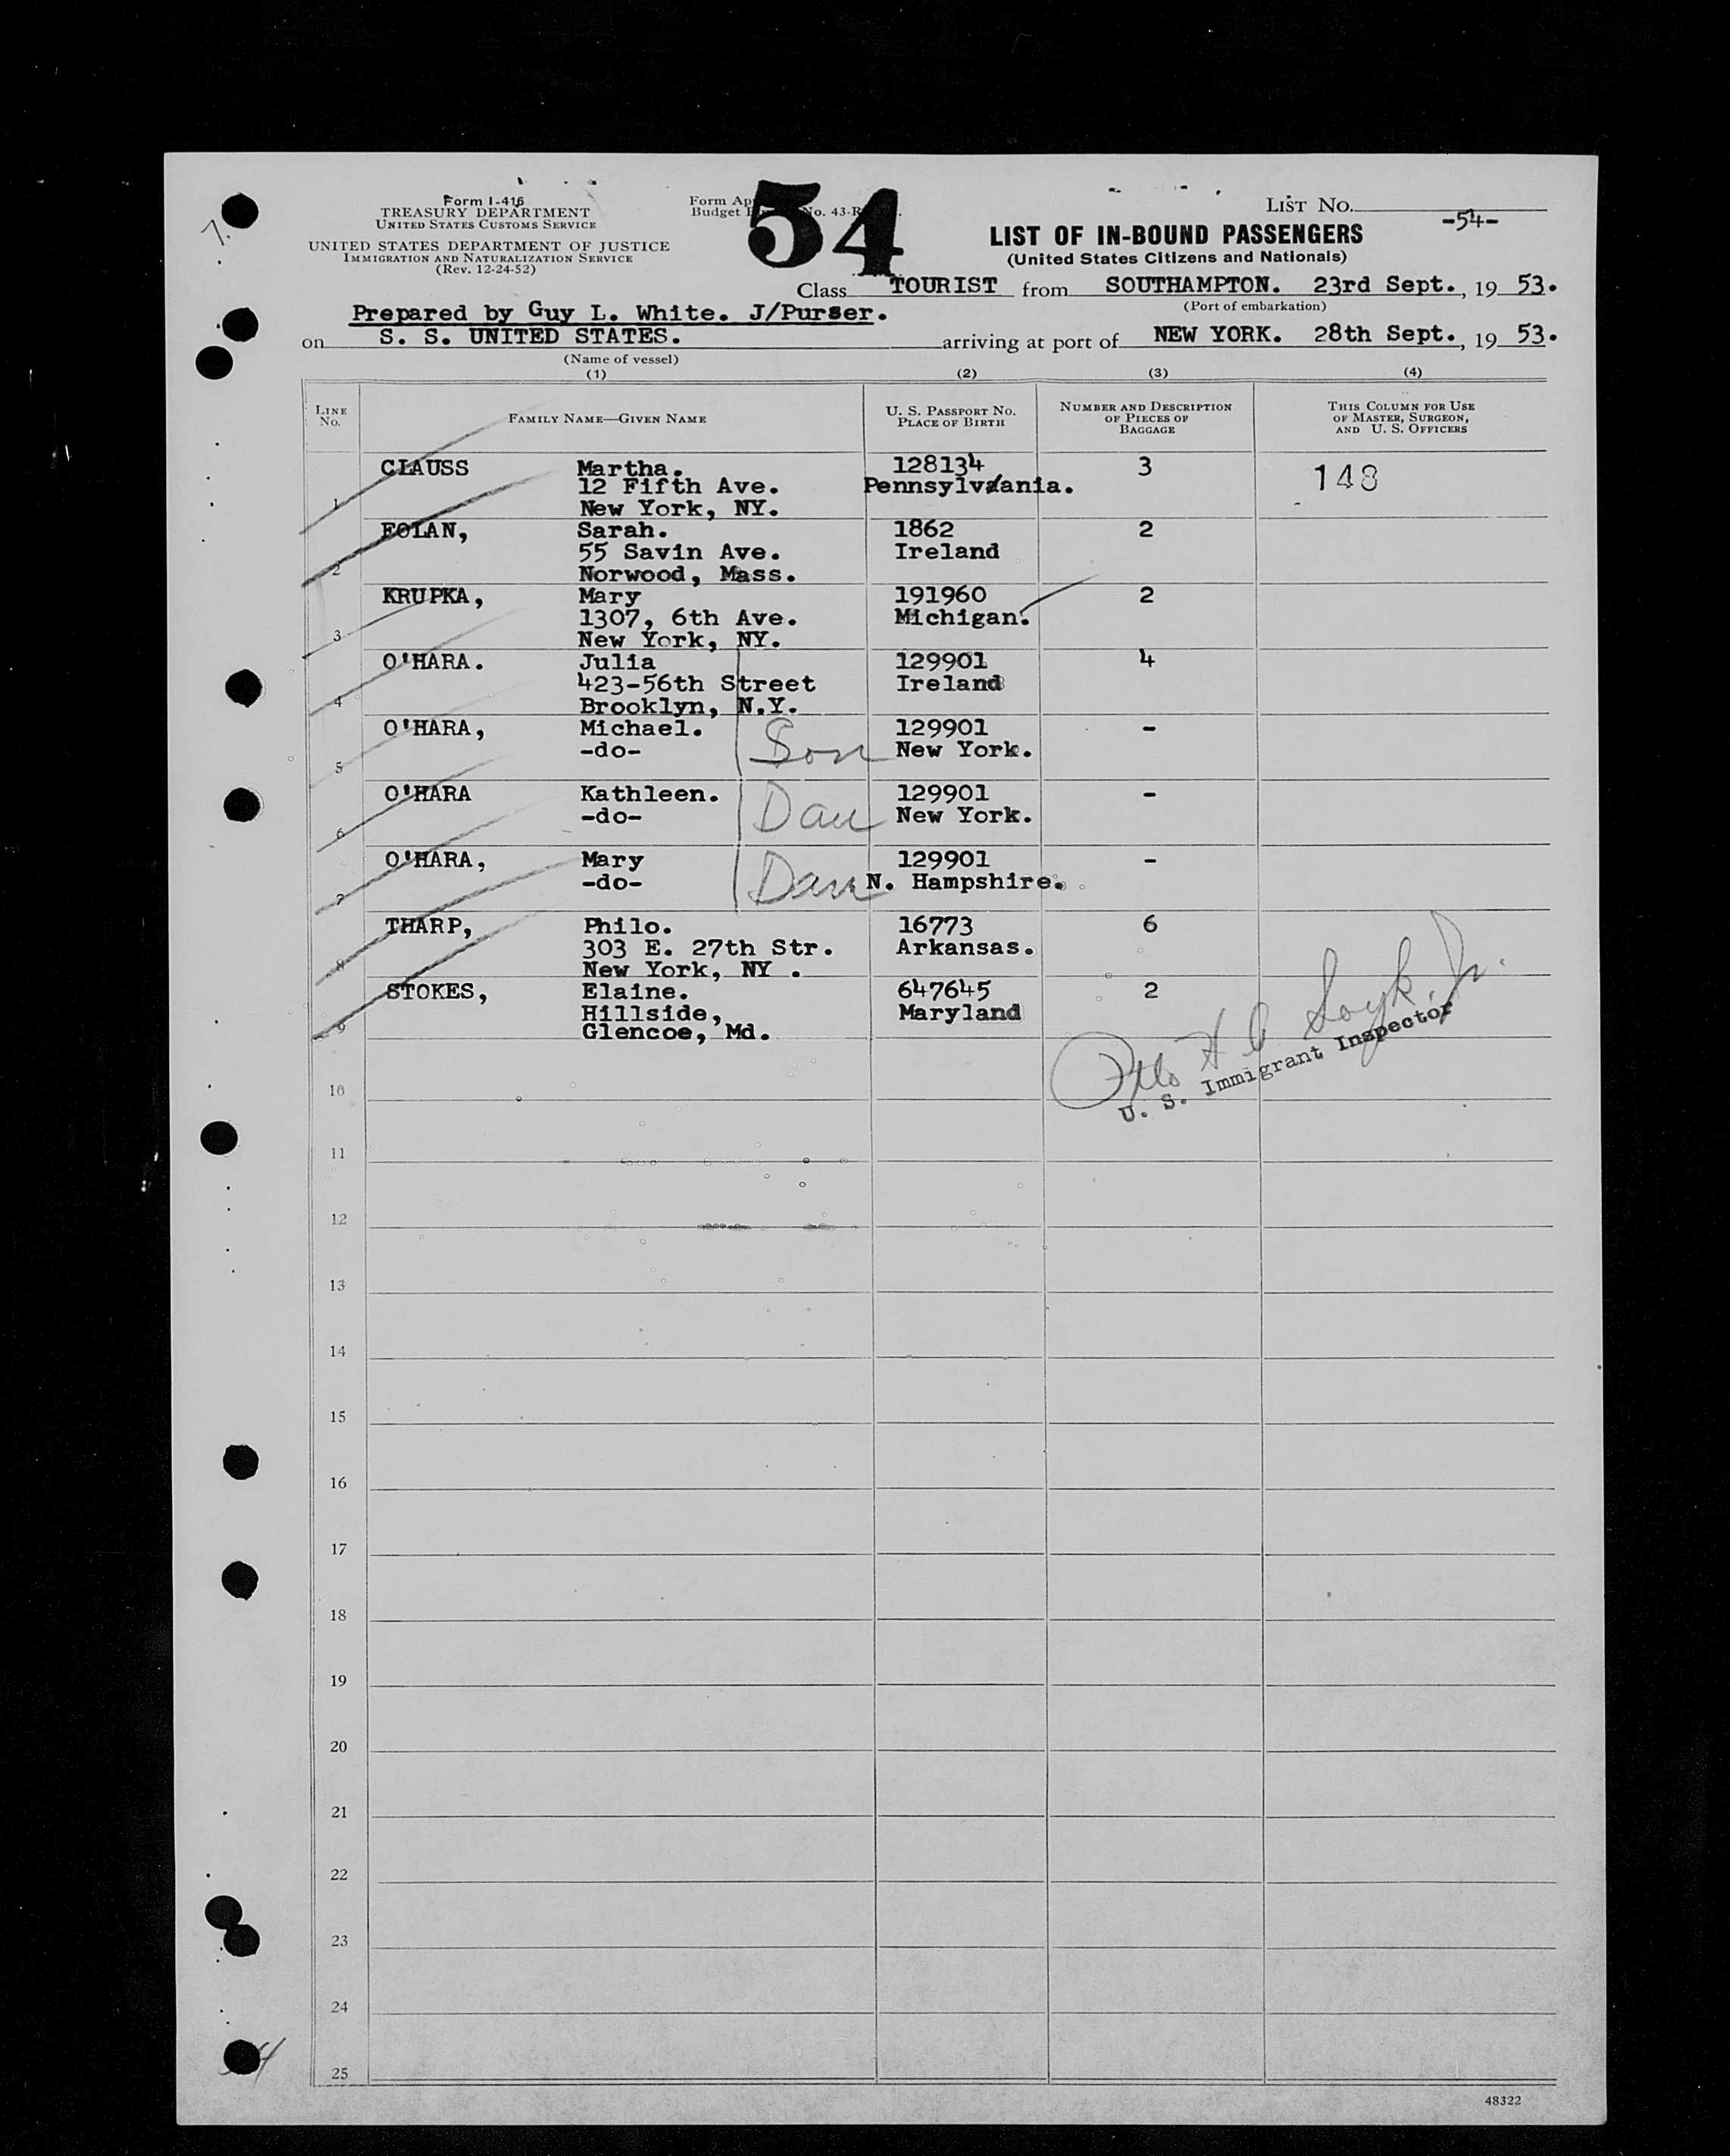 Form I-416
TREASURY DEPARTMENT
UNITED STATES CUSTOMS SERVICE
UNITED STATES DEPARTMENT OF JUSTICE
IMMIGRATION AND NATURALIZATION SERVICE
(Rev. 12-24-52)
Form
Budget No. 43-R
54
LIST NO. -54-
LIST OF IN-BOUND PASSENGERS
(United States Citizens and Nationals)
Class TOURIST from SOUTHAMPTON. 23rd Sept., 19 53.
(Port of embarkation)
Prepared by Guy L. White. J/Purser.
on S. S. UNITED STATES. arriving at port of NEW YORK. 28th Sept., 19 53.
(Name of vessel)
(1) (2) (3) (4)
LINE NO. FAMILY NAME—GIVEN NAME U. S. PASSPORT NO. PLACE OF BIRTH NUMBER AND DESCRIPTION OF PIECES OF BAGGAGE THIS COLUMN FOR USE OF MASTER, SURGEON, AND U. S. OFFICERS
CLAUSS Martha. 128134 3 148
12 Fifth Ave. Pennsylvania.
1 New York, NY.
FOLAN, Sarah. 1862 2
55 Savin Ave. Ireland
2 Norwood, Mass.
KRUPKA, Mary 191960 2
1307, 6th Ave. Michigan.
3 New York, NY.
O'HARA. Julia 129901 4
423-56th Street Ireland
4 Brooklyn, N.Y.
O'HARA, Michael. 129901 -
5 -do- Son New York.
O'HARA Kathleen. 129901 -
6 -do- Dau New York.
O'HARA, Mary 129901 -
7 -do- Dau N. Hampshire.
THARP, Philo. 16773 6
303 E. 27th Str. Arkansas.
8 New York, NY .
STOKES, Elaine. 647645 2
Hillside, Maryland
9 Glencoe, Md.
Jr.
U. S. Immigrant Inspector
10
11
12
13
14
15
16
17
18
19
20
21
22
23
24
25
48322